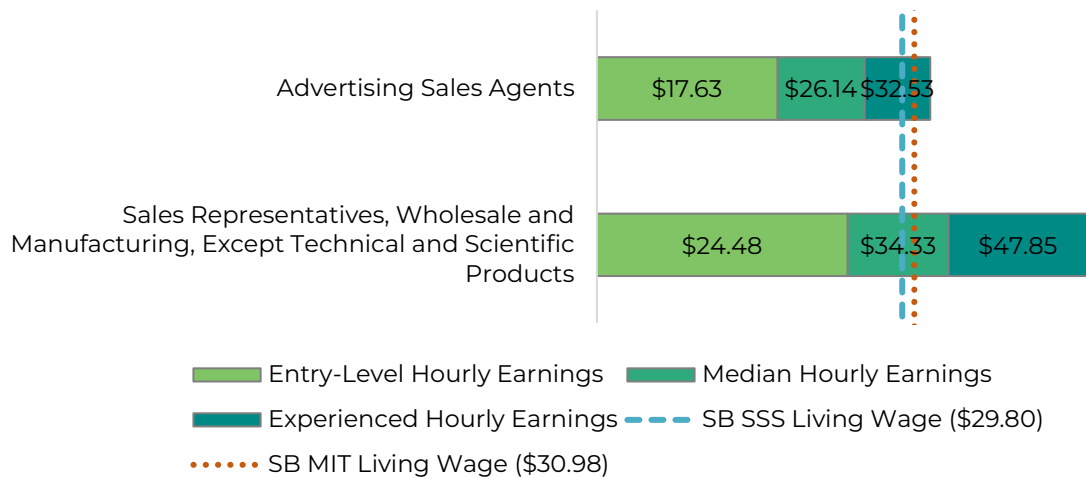 Advertising Sales Agents
$17.63
$26.14
$32.53
Sales Representatives, Wholesale and
Manufacturing, Except Technical and Scientific
Products
$24.48
$34.33
$47.85
Entry-Level Hourly Earnings
Median Hourly Earnings
Experienced Hourly Earnings
SB SSS Living Wage ($29.80)
SB MIT Living Wage ($30.98)